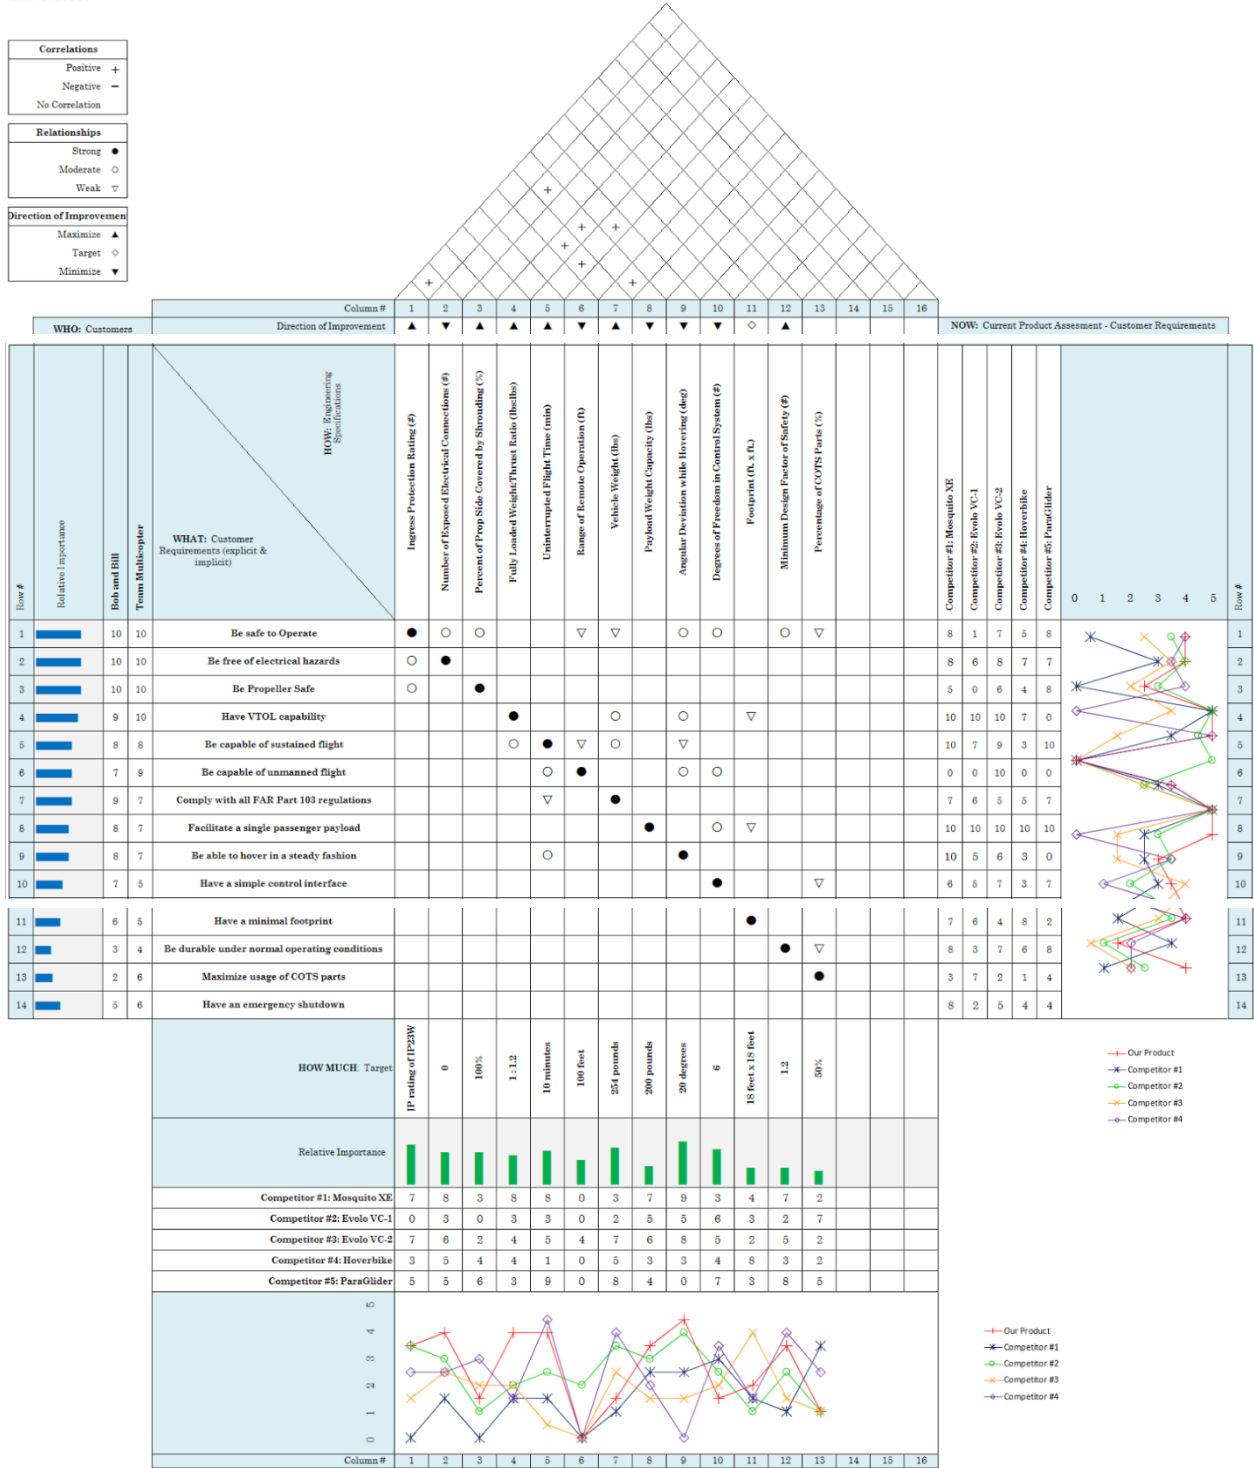 Correlations
Positive +
Negative −
No Correlation
Relationships
Strong ●
Moderate ○
Weak ▽
Direction of Improvemen
Maximize ▲
Target ◇
Minimize ▼
Column # 1 2 3 4 5 6 7 8 9 10 11 12 13 14 15 16
WHO: Customers
Direction of Improvement ▲ ▼ ▲ ▲ ▲ ▼ ▲ ▼ ▼ ▼ ◇ ▲
NOW: Current Product Assesment - Customer Requirements
Row #
Relative Importance
Bob and Bill
Team Multicopter
WHAT: Customer
Requirements (explicit &
implicit)
HOW: Engineering
Specifications
Ingress Protection Rating (#)
Number of Exposed Electrical Connections (#)
Percent of Prop Side Covered by Shrouding (%)
Fully Loaded Weight:Thrust Ratio (lbs:lbs)
Uninterrupted Flight Time (min)
Range of Remote Operation (ft)
Vehicle Weight (lbs)
Payload Weight Capacity (lbs)
Angular Deviation while Hovering (deg)
Degrees of Freedom in Control System (#)
Footprint (ft. x ft.)
Minimum Design Factor of Safety (#)
Percentage of COTS Parts (%)
Competitor #1: Mosquito XE
Competitor #2: Evolo VC-1
Competitor #3: Evolo VC-2
Competitor #4: Hoverbike
Competitor #5: ParaGlider
0 1 2 3 4 5
Row #
1 10 10 Be safe to Operate ● ○ ○ ▽ ▽ ○ ○ ○ ▽ 8 1 7 5 8 1
2 10 10 Be free of electrical hazards ○ ● 8 6 8 7 7 2
3 10 10 Be Propeller Safe ○ ● 5 0 6 4 8 3
4 9 10 Have VTOL capability ● ○ ○ ▽ 10 10 10 7 0 4
5 8 8 Be capable of sustained flight ○ ● ▽ ○ ▽ 10 7 9 3 10 5
6 7 9 Be capable of unmanned flight ○ ● ○ ○ 0 0 10 0 0 6
7 9 7 Comply with all FAR Part 103 regulations ▽ ● 7 6 5 5 7 7
8 8 7 Facilitate a single passenger payload ● ○ ▽ 10 10 10 10 10 8
9 8 7 Be able to hover in a steady fashion ○ ● 10 5 6 3 0 9
10 7 5 Have a simple control interface ● ▽ 6 5 7 3 7 10
11 6 5 Have a minimal footprint ● 7 6 4 8 2 11
12 3 4 Be durable under normal operating conditions ● ▽ 8 3 7 6 8 12
13 2 6 Maximize usage of COTS parts ● 3 7 2 1 4 13
14 5 6 Have an emergency shutdown 8 2 5 4 4 14
HOW MUCH: Target
IP rating of IP23W
0
100%
1 : 1.2
10 minutes
100 feet
254 pounds
200 pounds
20 degrees
6
18 feet x 18 feet
1.2
50%
Our Product
Competitor #1
Competitor #2
Competitor #3
Competitor #4
Relative Importance
Competitor #1: Mosquito XE 7 8 3 8 8 0 3 7 9 3 4 7 2
Competitor #2: Evolo VC-1 0 3 0 3 3 0 2 5 5 6 3 2 7
Competitor #3: Evolo VC-2 7 6 2 4 5 4 7 6 8 5 2 5 2
Competitor #4: Hoverbike 3 5 4 4 1 0 5 3 3 4 8 3 2
Competitor #5: ParaGlider 5 5 6 3 9 0 8 4 0 7 3 8 5
5
4
3
2
1
0
Our Product
Competitor #1
Competitor #2
Competitor #3
Competitor #4
Column # 1 2 3 4 5 6 7 8 9 10 11 12 13 14 15 16